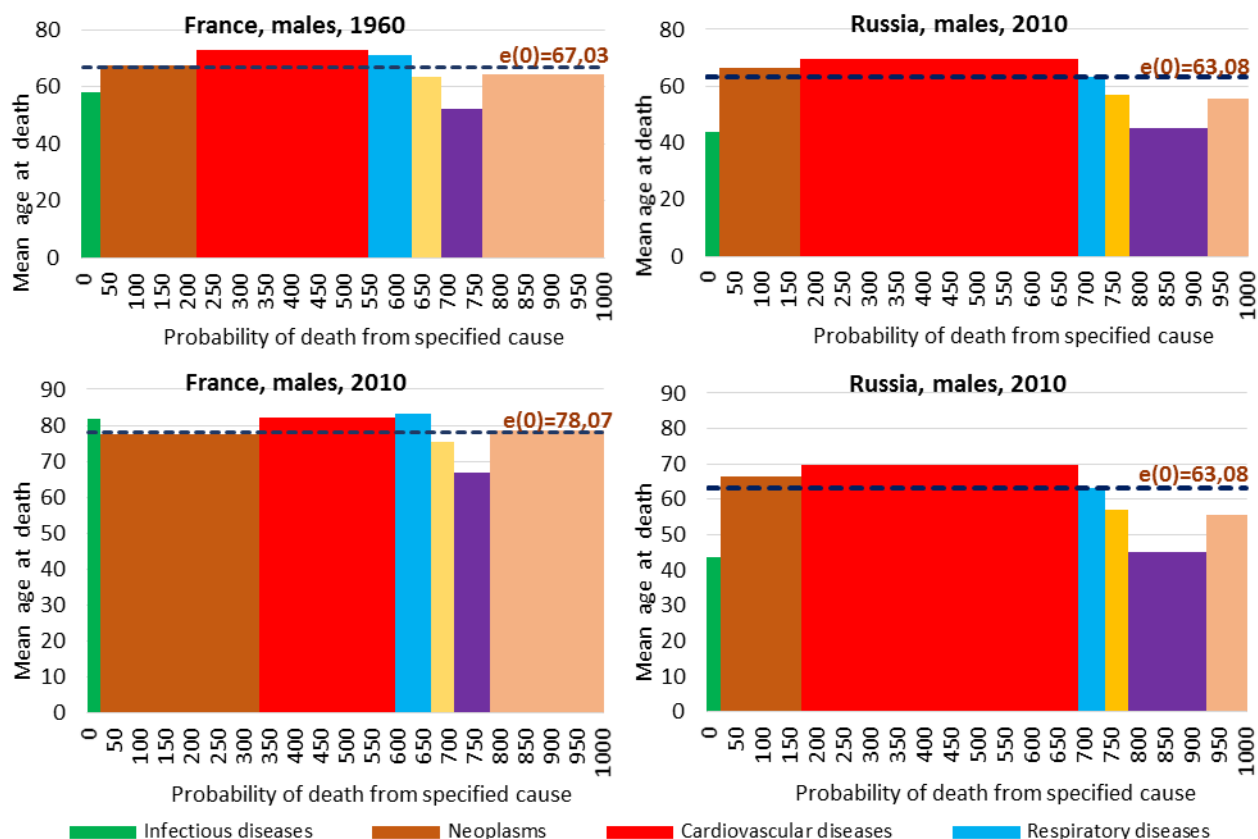 France, males, 1960
80
60
40
20
0
e(0)=67,03
Mean age at death
0 50 100 150 200 250 300 350 400 450 500 550 600 650 700 750 800 850 900 950 1000
Probability of death from specified cause
Russia, males, 2010
80
60
40
20
0
e(0)=63,08
Mean age at death
0 50 100 150 200 250 300 350 400 450 500 550 600 650 700 750 800 850 900 950 1000
Probability of death from specified cause
France, males, 2010
90
80
70
60
50
40
30
20
10
0
e(0)=78,07
Mean age at death
0 50 100 150 200 250 300 350 400 450 500 550 600 650 700 750 800 850 900 950 1000
Probability of death from specified cause
Russia, males, 2010
90
80
70
60
50
40
30
20
10
0
e(0)=63,08
Mean age at death
0 50 100 150 200 250 300 350 400 450 500 550 600 650 700 750 800 850 900 950 1000
Probability of death from specified cause
Infectious diseases
Neoplasms
Cardiovascular diseases
Respiratory diseases